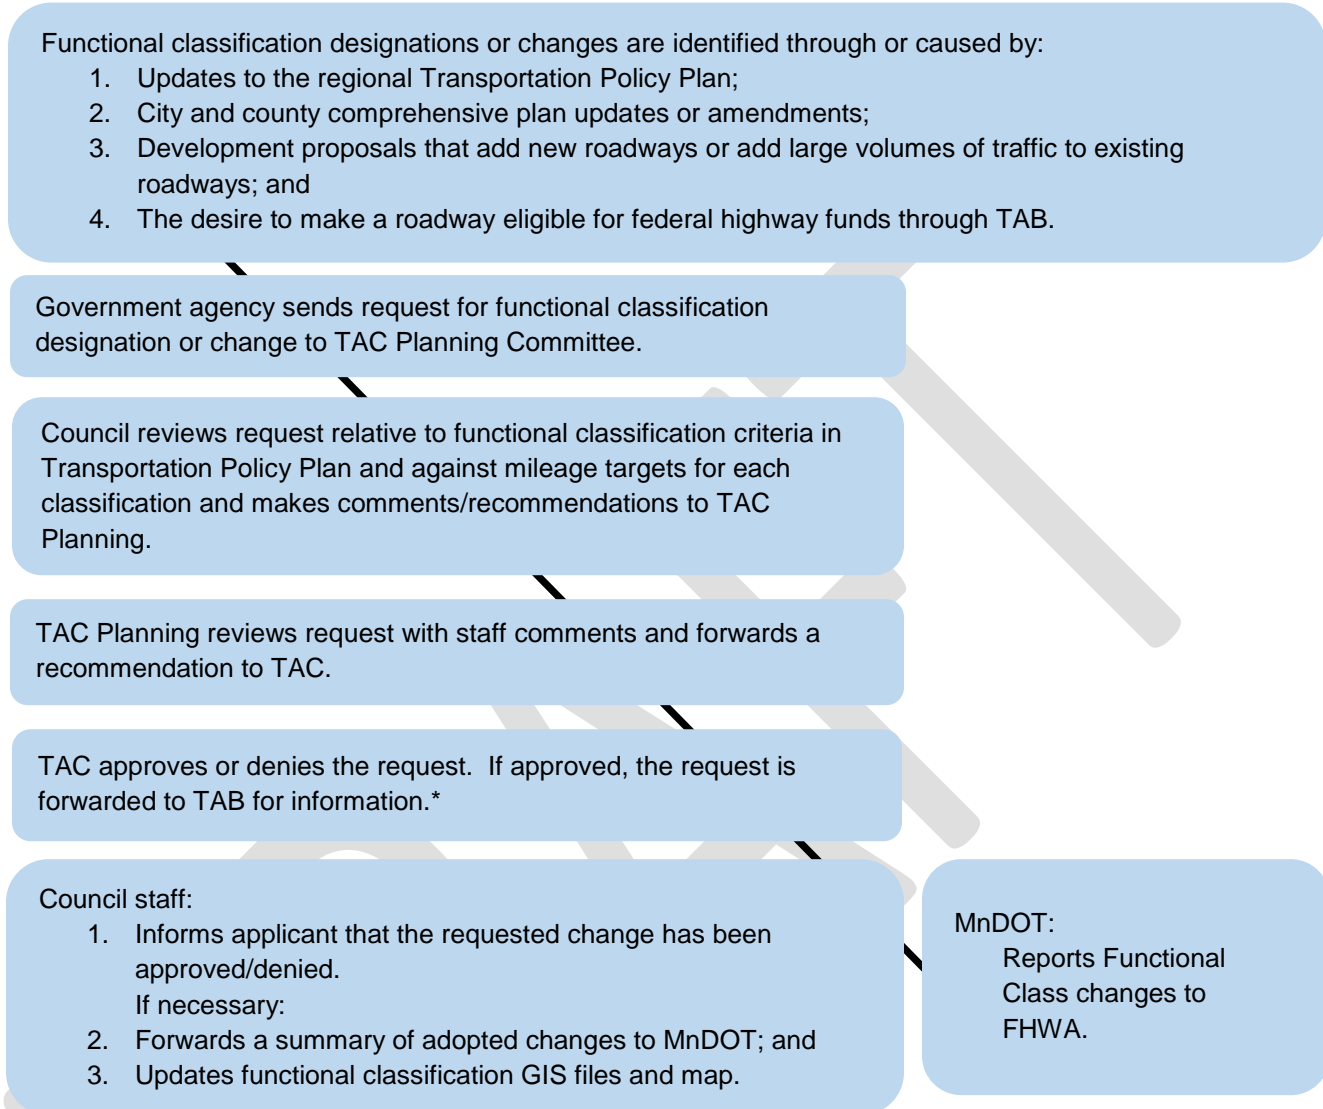 Functional classification designations or changes are identified through or caused by:
1. Updates to the regional Transportation Policy Plan;
2. City and county comprehensive plan updates or amendments;
3. Development proposals that add new roadways or add large volumes of traffic to existing
roadways; and
4. The desire to make a roadway eligible for federal highway funds through TAB.
Government agency sends request for functional classification
designation or change to TAC Planning Committee.
Council reviews request relative to functional classification criteria in
Transportation Policy Plan and against mileage targets for each
classification and makes comments/recommendations to TAC
Planning.
TAC Planning reviews request with staff comments and forwards a
recommendation to TAC.
TAC approves or denies the request.  If approved, the request is
forwarded to TAB for information.*
Council staff:
1. Informs applicant that the requested change has been
approved/denied.
If necessary:
2. Forwards a summary of adopted changes to MnDOT; and
3. Updates functional classification GIS files and map.
MnDOT:
Reports Functional
Class changes to
FHWA.